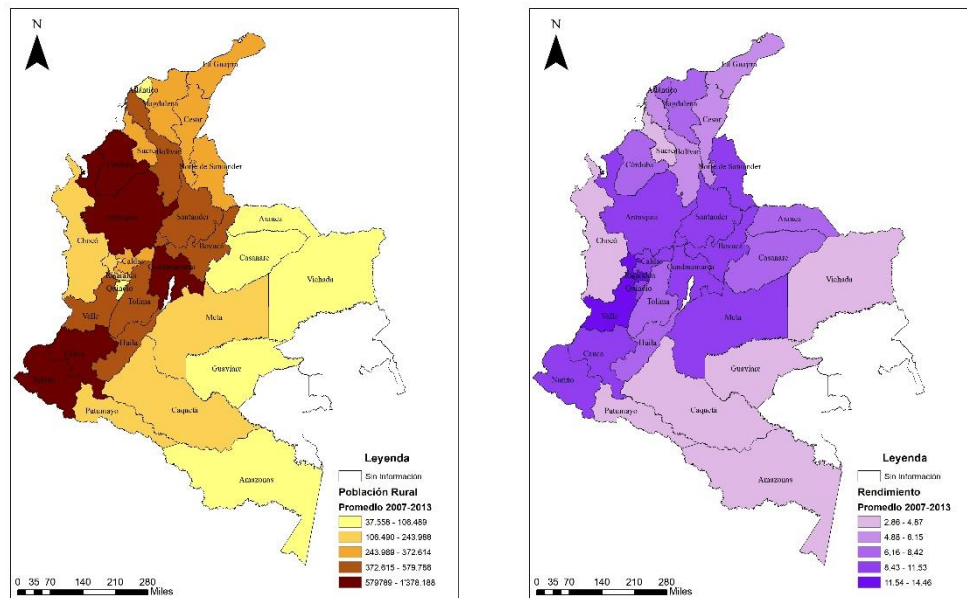 N
La Guajira
Atlántico
Magdalena
Cesar
Sucre
Bolívar
Norte de Santander
Córdoba
Antioquia
Santander
Arauca
Chocó
Boyacá
Caldas
Casanare
Cundinamarca
Risaralda
Vichada
Quindío
Tolima
Valle
Meta
Huila
Cauca
Guaviare
Nariño
Putumayo
Caquetá
Amazonas
Leyenda
Sin Información
Población Rural
Promedio 2007-2013
37.558 - 108.489
108.490 - 243.988
243.989 - 372.614
372.615 - 579.788
579789 - 1'378.188
0 35 70 140 210 280
Miles
N
La Guajira
Atlántico
Magdalena
Cesar
Sucre
Bolívar
Norte de Santander
Córdoba
Antioquia
Santander
Arauca
Chocó
Boyacá
Caldas
Casanare
Cundinamarca
Risaralda
Vichada
Quindío
Tolima
Valle
Meta
Huila
Cauca
Guaviare
Nariño
Putumayo
Caquetá
Amazonas
Leyenda
Sin Información
Rendimiento
Promedio 2007-2013
2.86 - 4.87
4.88 - 6.15
6,16 - 8.42
8.43 - 11.53
11.54 - 14.46
0 35 70 140 210 280
Miles